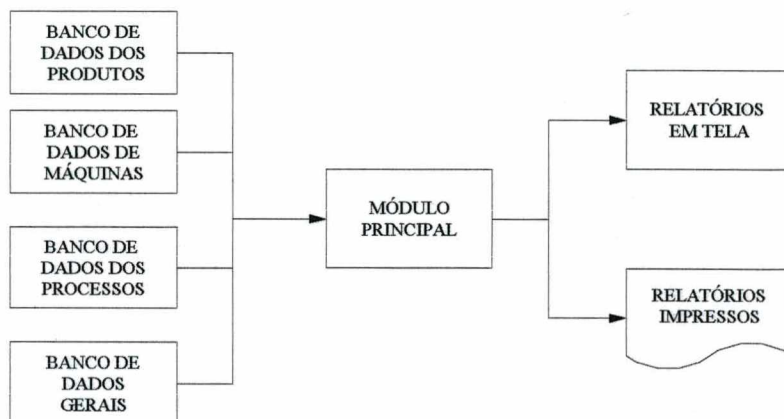 BANCO DE
DADOS DOS
PRODUTOS
BANCO DE
DADOS DE
MÁQUINAS
BANCO DE
DADOS DOS
PROCESSOS
BANCO DE
DADOS
GERAIS
MÓDULO
PRINCIPAL
RELATÓRIOS
EM TELA
RELATÓRIOS
IMPRESSOS